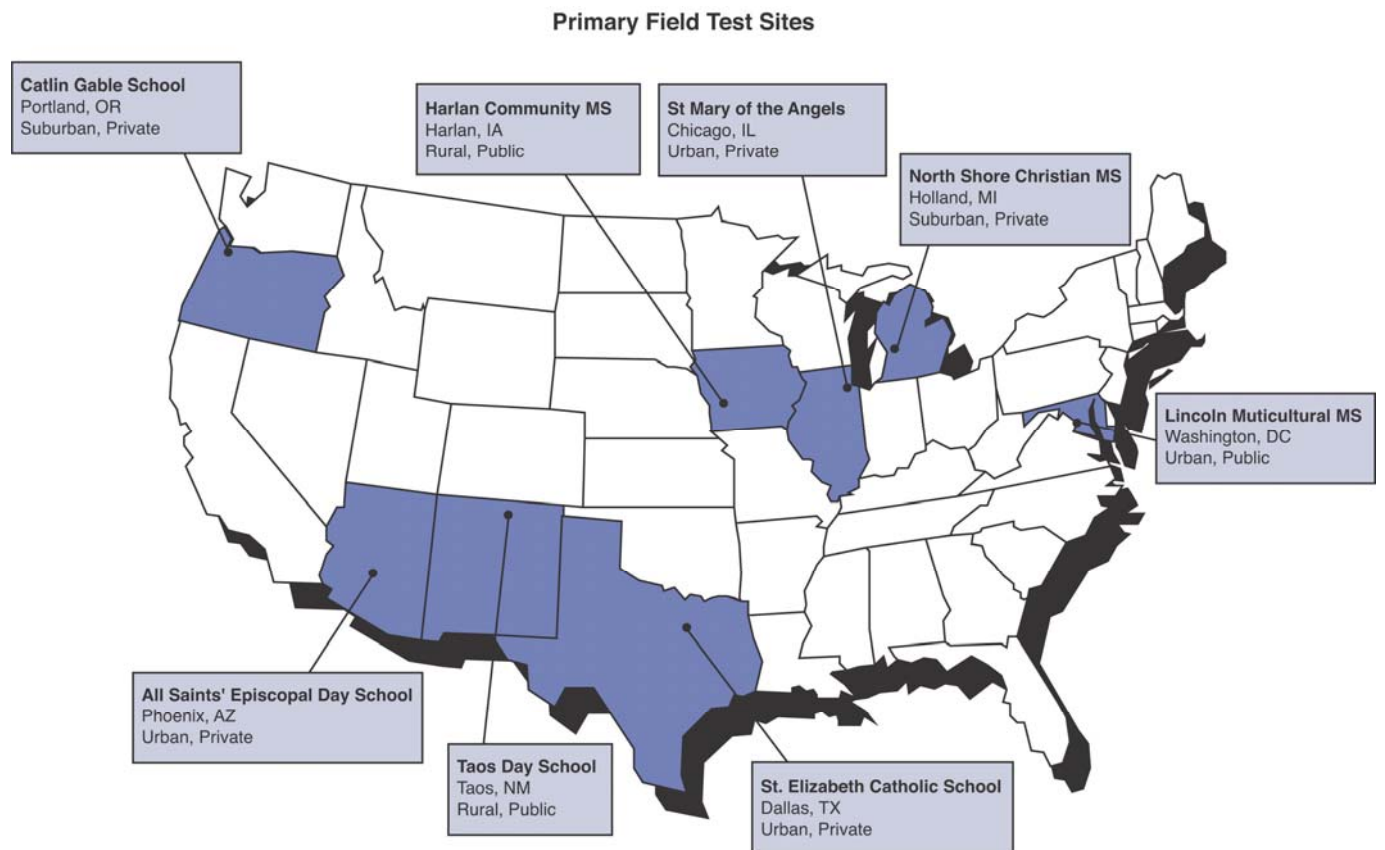 Primary Field Test Sites
Catlin Gable School
Portland, OR
Suburban, Private
Harlan Community MS
Harlan, IA
Rural, Public
St Mary of the Angels
Chicago, IL
Urban, Private
North Shore Christian MS
Holland, MI
Suburban, Private
Lincoln Muticultural MS
Washington, DC
Urban, Public
All Saints' Episcopal Day School
Phoenix, AZ
Urban, Private
Taos Day School
Taos, NM
Rural, Public
St. Elizabeth Catholic School
Dallas, TX
Urban, Private